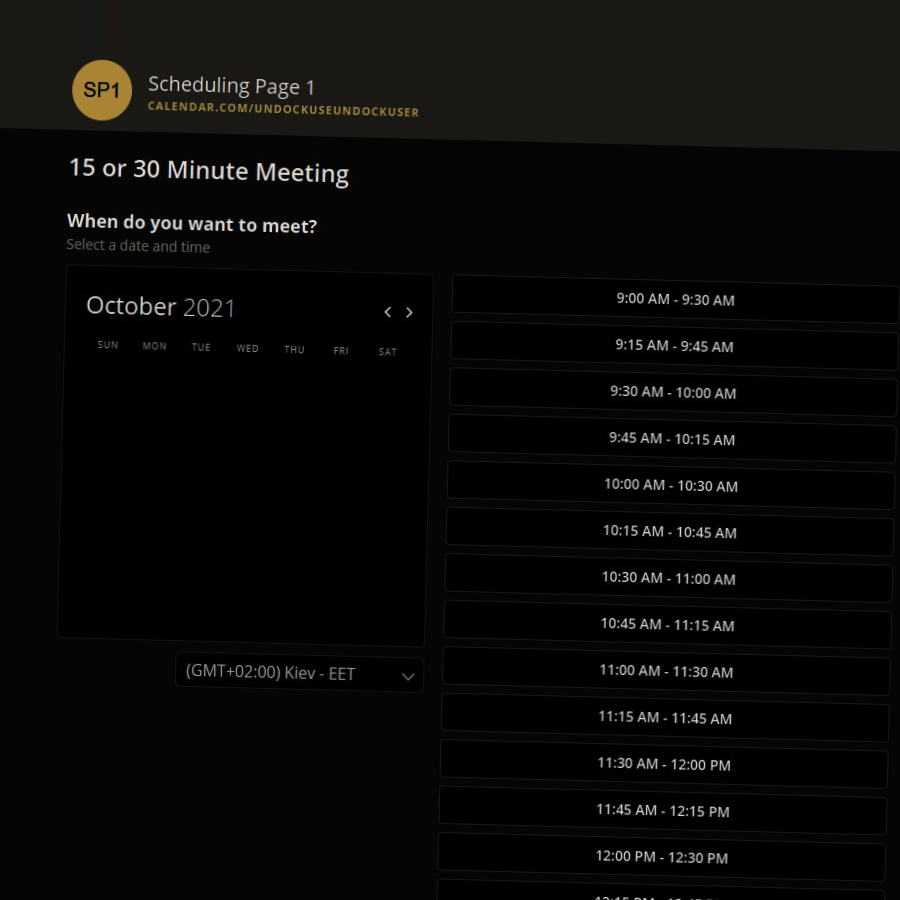 SP1
Scheduling Page 1
CALENDAR.COM/UNDOCKUSEUNDOCKUSER
15 or 30 Minute Meeting
When do you want to meet?
Select a date and time
October 2021
SUN MON TUE WED THU FRI SAT
(GMT+02:00) Kiev - EET
9:00 AM - 9:30 AM
9:15 AM - 9:45 AM
9:30 AM - 10:00 AM
9:45 AM - 10:15 AM
10:00 AM - 10:30 AM
10:15 AM - 10:45 AM
10:30 AM - 11:00 AM
10:45 AM - 11:15 AM
11:00 AM - 11:30 AM
11:15 AM - 11:45 AM
11:30 AM - 12:00 PM
11:45 AM - 12:15 PM
12:00 PM - 12:30 PM